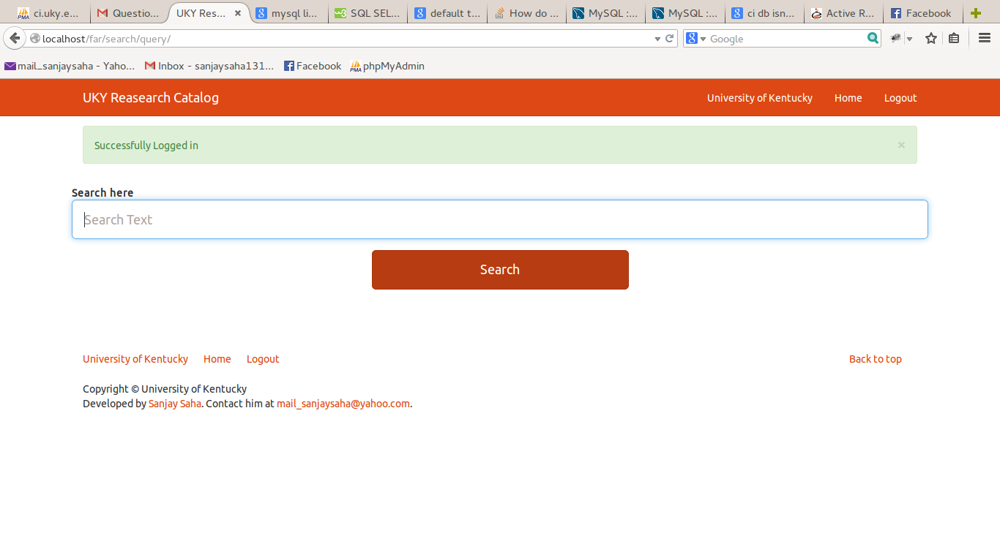 ci.uky.e... Questio... UKY Res... × mysql li... SQL SEL... default t... How do ... MySQL :... MySQL :... ci db isn... Active R... Facebook
localhost/far/search/query/ Google
mail_sanjaysaha - Yaho... Inbox - sanjaysaha131... Facebook phpMyAdmin
UKY Reasearch Catalog University of Kentucky Home Logout
Successfully Logged in ×
Search here
Search Text
Search
University of Kentucky Home Logout Back to top
Copyright © University of Kentucky
Developed by Sanjay Saha. Contact him at mail_sanjaysaha@yahoo.com.